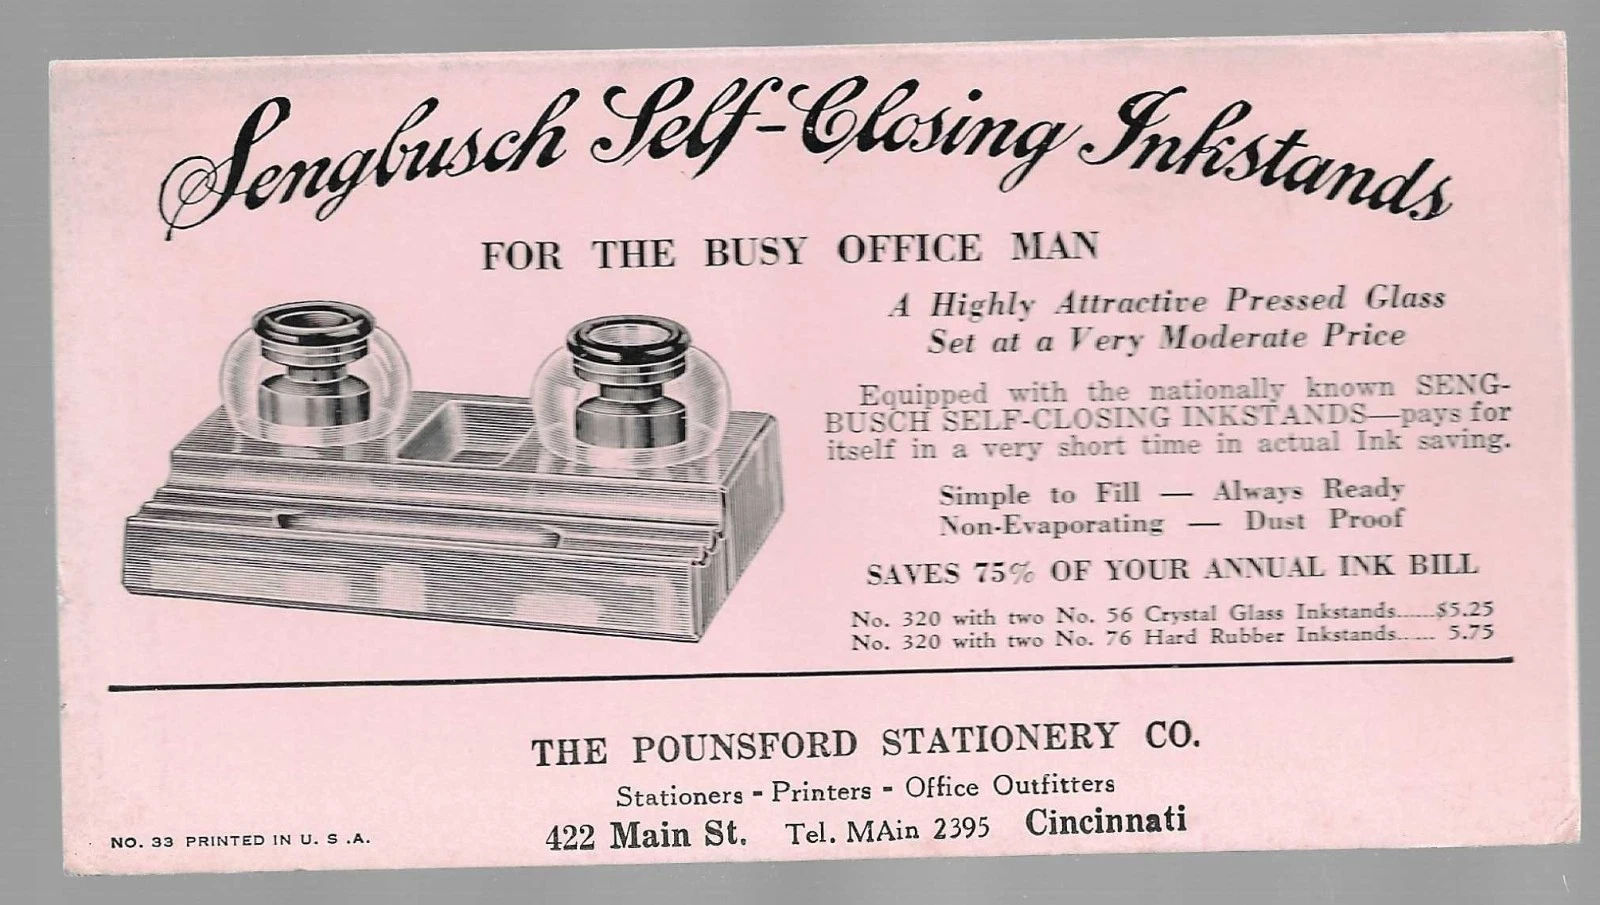 Sengbusch Self-Closing Inkstands
FOR THE BUSY OFFICE MAN
A Highly Attractive Pressed Glass
Set at a Very Moderate Price
Equipped with the nationally known SENG-
BUSCH SELF-CLOSING INKSTANDS—pays for
itself in a very short time in actual Ink saving.
Simple to Fill — Always Ready
Non-Evaporating — Dust Proof
SAVES 75% OF YOUR ANNUAL INK BILL
No. 320 with two No. 56 Crystal Glass Inkstands......$5.25
No. 320 with two No. 76 Hard Rubber Inkstands...... 5.75
THE POUNSFORD STATIONERY CO.
Stationers - Printers - Office Outfitters
422 Main St. Tel. MAin 2395 Cincinnati
NO. 33 PRINTED IN U. S .A.